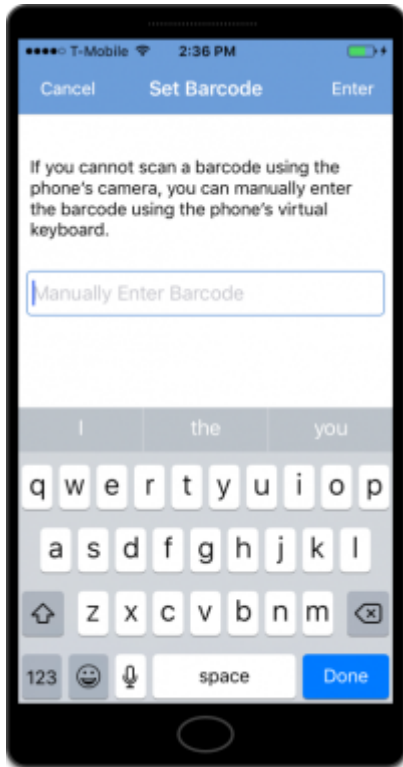 T-Mobile 2:36 PM
Cancel Set Barcode Enter
If you cannot scan a barcode using the
phone's camera, you can manually enter
the barcode using the phone's virtual
keyboard.
Manually Enter Barcode
I the you
q w e r t y u i o p
a s d f g h j k l
z x c v b n m
123 space Done